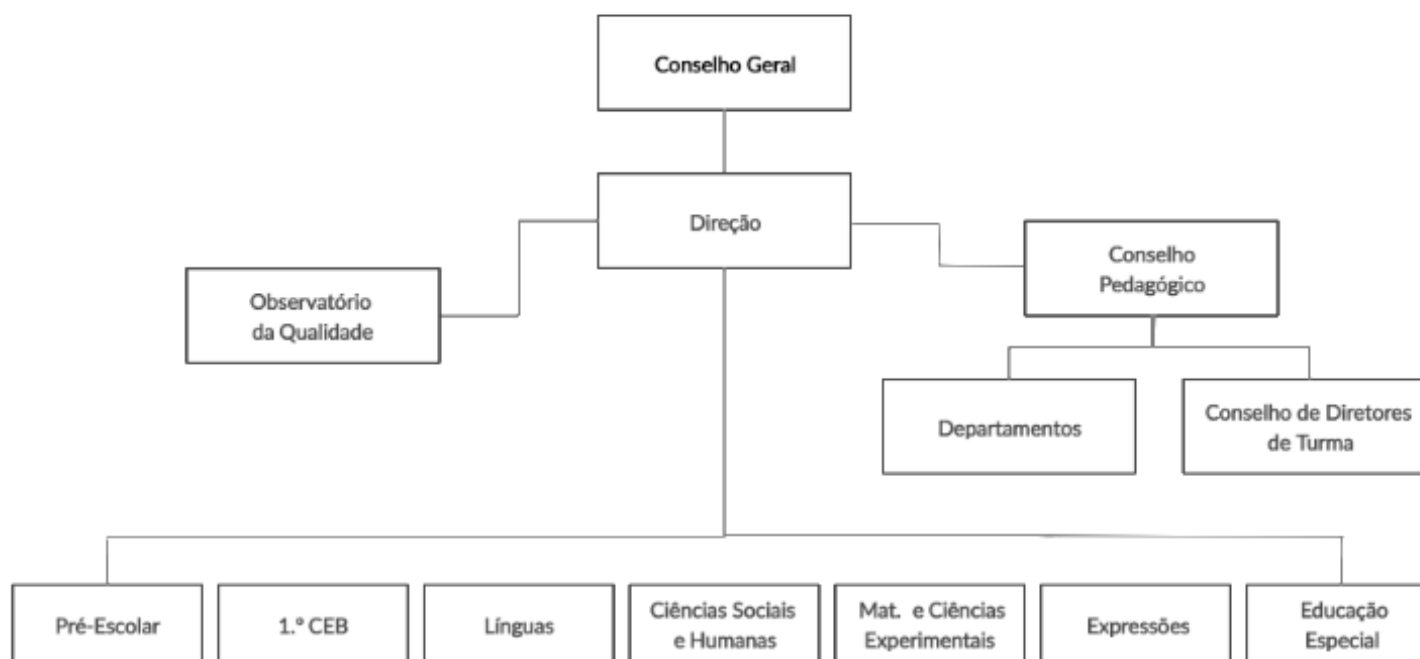 Conselho Geral
Direção
Observatório
da Qualidade
Conselho
Pedagógico
Departamentos
Conselho de Diretores
de Turma
Pré-Escolar
1.º CEB
Línguas
Ciências Sociais
e Humanas
Mat. e Ciências
Experimentais
Expressões
Educação
Especial